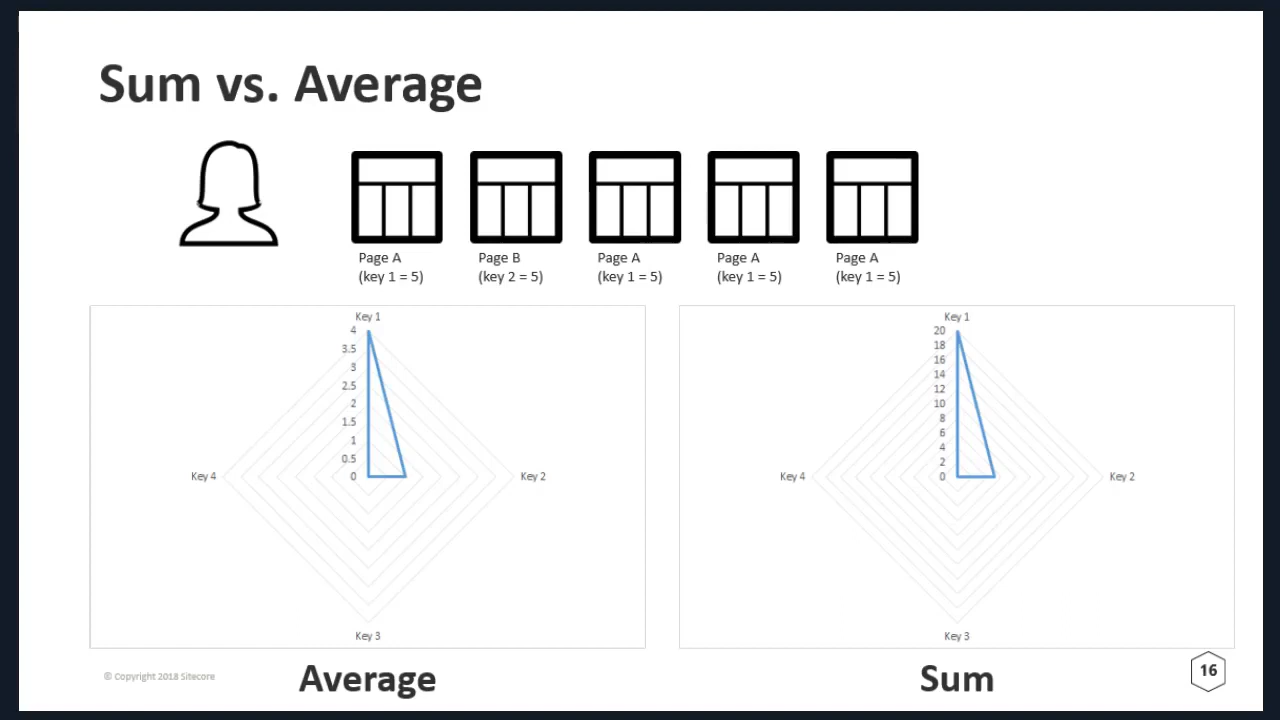 Sum vs. Average
Page A
(key 1 = 5)
Page B
(key 2 = 5)
Page A
(key 1 = 5)
Page A
(key 1 = 5)
Page A
(key 1 = 5)
Key 1
4
3.5
3
2.5
2
1.5
1
0.5
0
Key 4
Key 2
Key 3
Key 1
20
18
16
14
12
10
8
6
4
2
0
Key 4
Key 2
Key 3
© Copyright 2018 Sitecore
Average
Sum
16